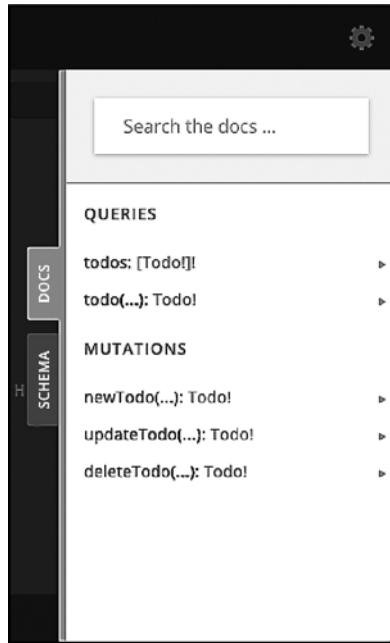 Search the docs ...
QUERIES
todos: [Todo!]!
todo(...): Todo!
DOCS
SCHEMA
MUTATIONS
newTodo(...): Todo!
updateTodo(...): Todo!
deleteTodo(...): Todo!